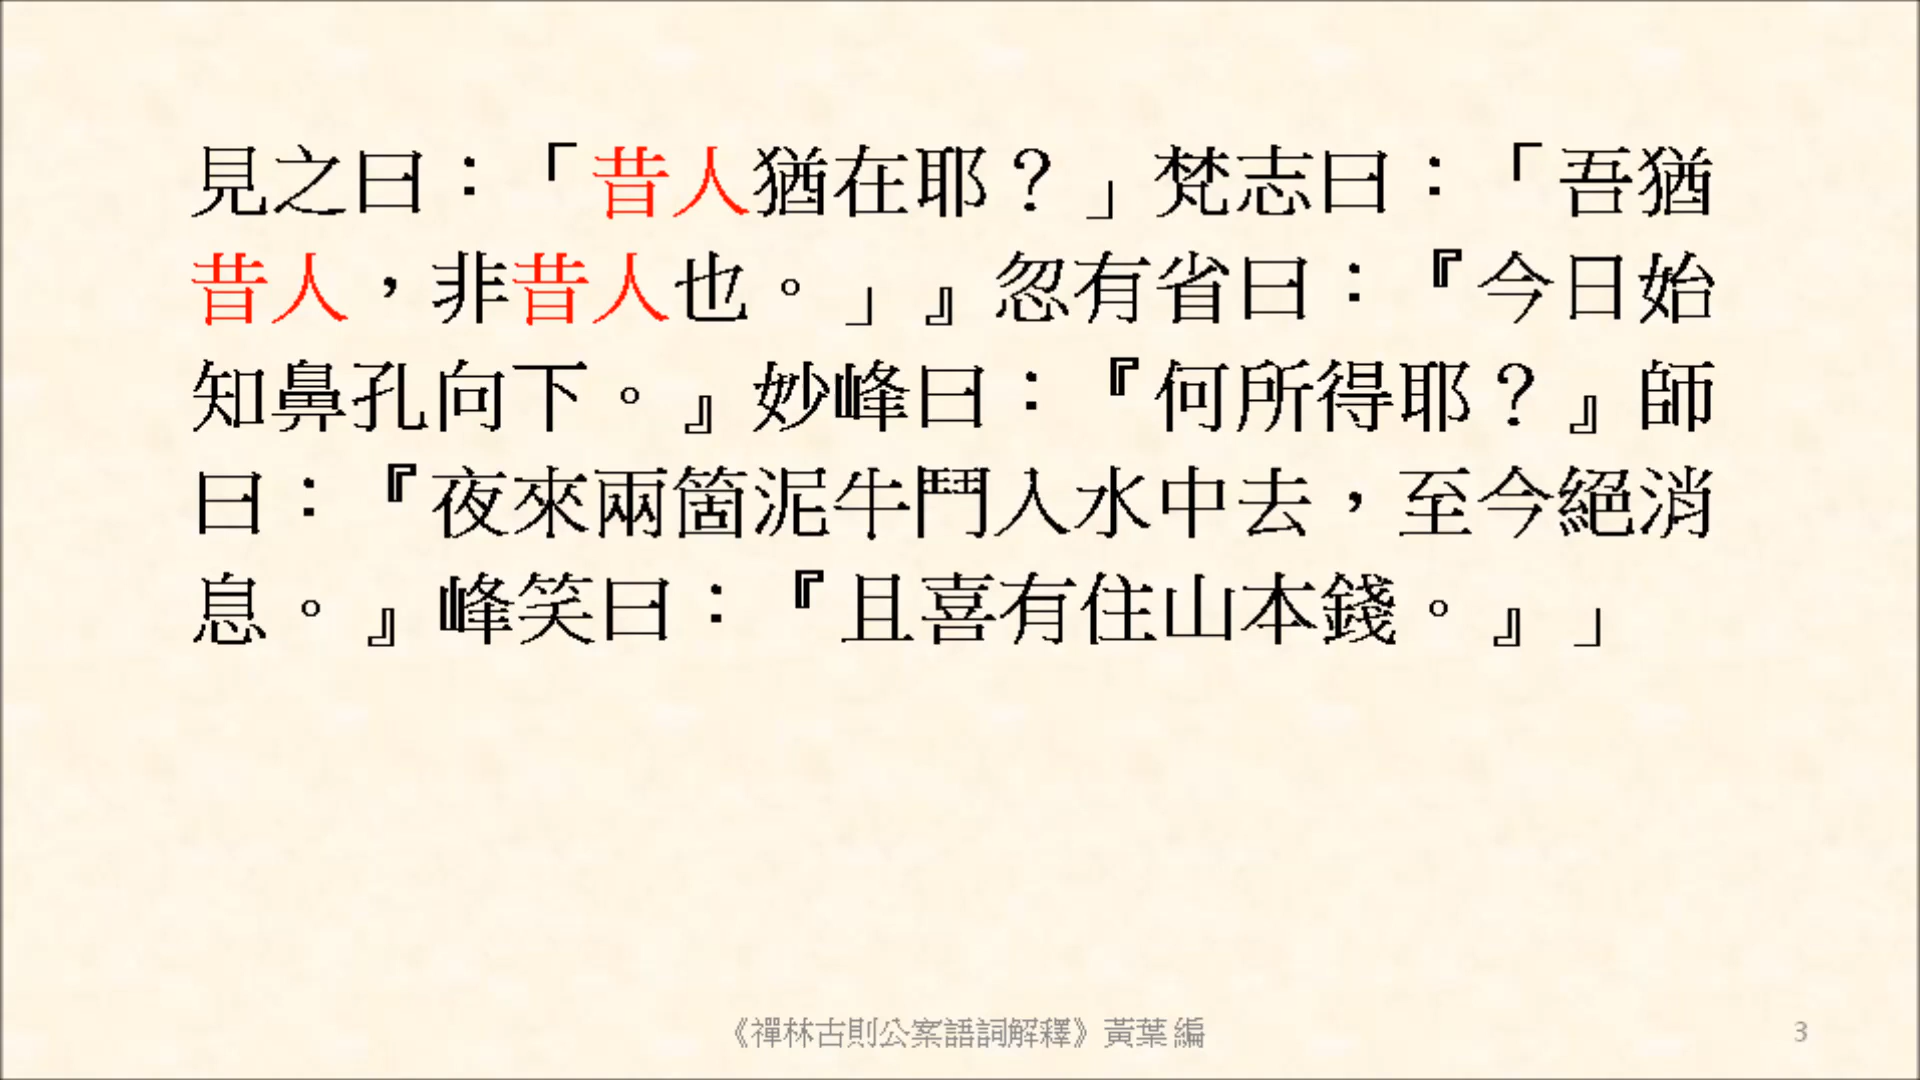 見之曰：「昔人猶在耶？」梵志曰：「吾猶
昔人，非昔人也。」』忽有省曰：『今日始
知鼻孔向下。』妙峰曰：『何所得耶？』師
曰：『夜來兩箇泥牛鬥入水中去，至今絕消
息。』峰笑曰：『且喜有住山本錢。』」
《禪林古則公案語詞解釋》黃葉 編
3